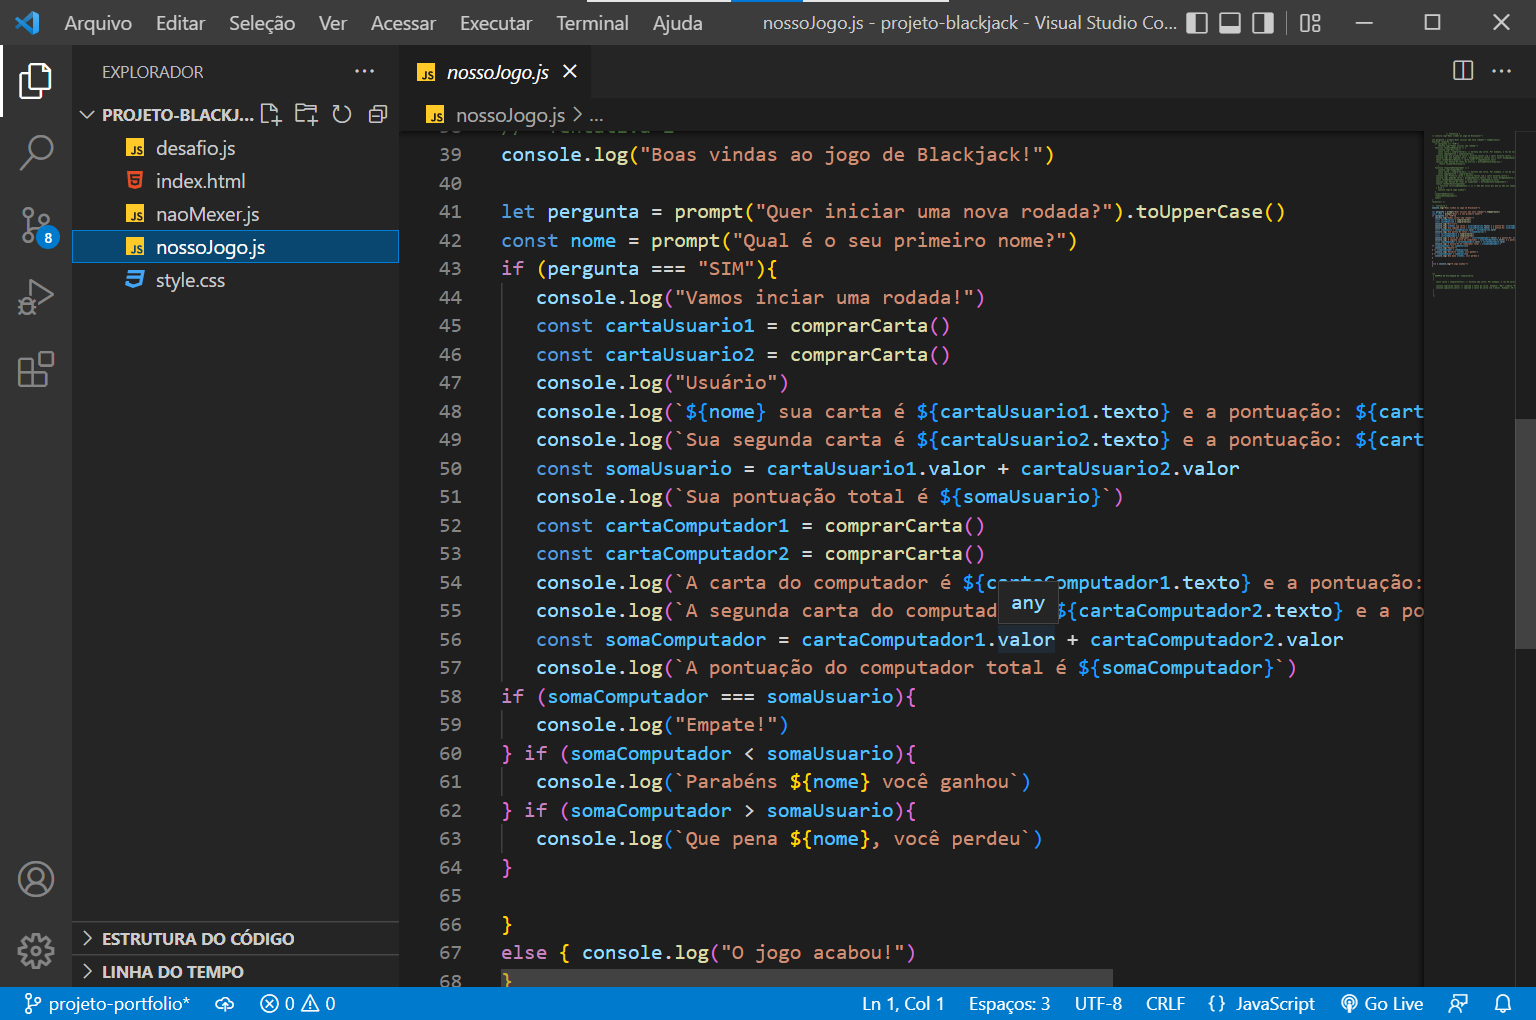 Arquivo Editar Seleção Ver Acessar Executar Terminal Ajuda nossoJogo.js - projeto-blackjack - Visual Studio Co...
EXPLORADOR
PROJETO-BLACKJ...
JS desafio.js
index.html
JS naoMexer.js
JS nossoJogo.js
style.css
8
ESTRUTURA DO CÓDIGO
LINHA DO TEMPO
JS nossoJogo.js
JS nossoJogo.js > ...
39 console.log("Boas vindas ao jogo de Blackjack!")
40
41 let pergunta = prompt("Quer iniciar uma nova rodada?").toUpperCase()
42 const nome = prompt("Qual é o seu primeiro nome?")
43 if (pergunta === "SIM"){
44 console.log("Vamos inciar uma rodada!")
45 const cartaUsuario1 = comprarCarta()
46 const cartaUsuario2 = comprarCarta()
47 console.log("Usuário")
48 console.log(`${nome} sua carta é ${cartaUsuario1.texto} e a pontuação: ${cart
49 console.log(`Sua segunda carta é ${cartaUsuario2.texto} e a pontuação: ${cart
50 const somaUsuario = cartaUsuario1.valor + cartaUsuario2.valor
51 console.log(`Sua pontuação total é ${somaUsuario}`)
52 const cartaComputador1 = comprarCarta()
53 const cartaComputador2 = comprarCarta()
54 console.log(`A carta do computador é ${cartaComputador1.texto} e a pontuação:
55 console.log(`A segunda carta do computad any ${cartaComputador2.texto} e a po
56 const somaComputador = cartaComputador1.valor + cartaComputador2.valor
57 console.log(`A pontuação do computador total é ${somaComputador}`)
58 if (somaComputador === somaUsuario){
59 console.log("Empate!")
60 } if (somaComputador < somaUsuario){
61 console.log(`Parabéns ${nome} você ganhou`)
62 } if (somaComputador > somaUsuario){
63 console.log(`Que pena ${nome}, você perdeu`)
64 }
65
66 }
67 else { console.log("O jogo acabou!")
68 }
projeto-portfolio* 0 0 Ln 1, Col 1 Espaços: 3 UTF-8 CRLF {} JavaScript Go Live